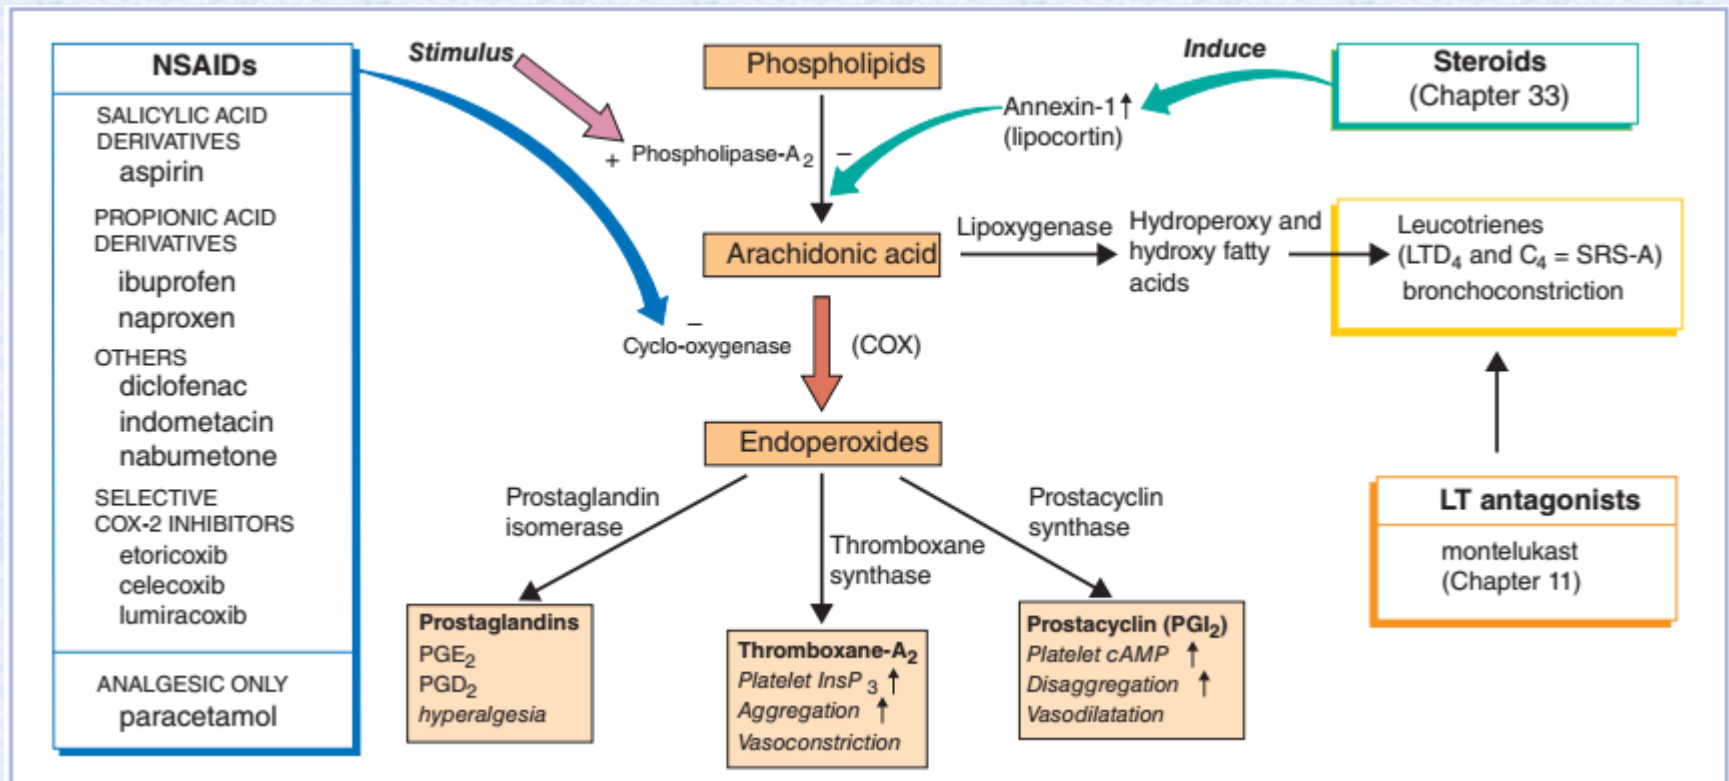 NSAIDs
SALICYLIC ACID
DERIVATIVES
aspirin
PROPIONIC ACID
DERIVATIVES
ibuprofen
naproxen
OTHERS
diclofenac
indometacin
nabumetone
SELECTIVE
COX-2 INHIBITORS
etoricoxib
celecoxib
lumiracoxib
ANALGESIC ONLY
paracetamol
Stimulus
Phospholipids
Induce
Steroids
(Chapter 33)
Annexin-1↑
(lipocortin)
+ Phospholipase-A₂ –
Arachidonic acid
Lipoxygenase
Hydroperoxy and
hydroxy fatty
acids
Leucotrienes
(LTD₄ and C₄ = SRS-A)
bronchoconstriction
–
Cyclo-oxygenase
(COX)
Endoperoxides
LT antagonists
montelukast
(Chapter 11)
Prostaglandin
isomerase
Thromboxane
synthase
Prostacyclin
synthase
Prostaglandins
PGE₂
PGD₂
hyperalgesia
Thromboxane-A₂
Platelet InsP₃ ↑
Aggregation ↑
Vasoconstriction
Prostacyclin (PGI₂)
Platelet cAMP ↑
Disaggregation ↑
Vasodilatation